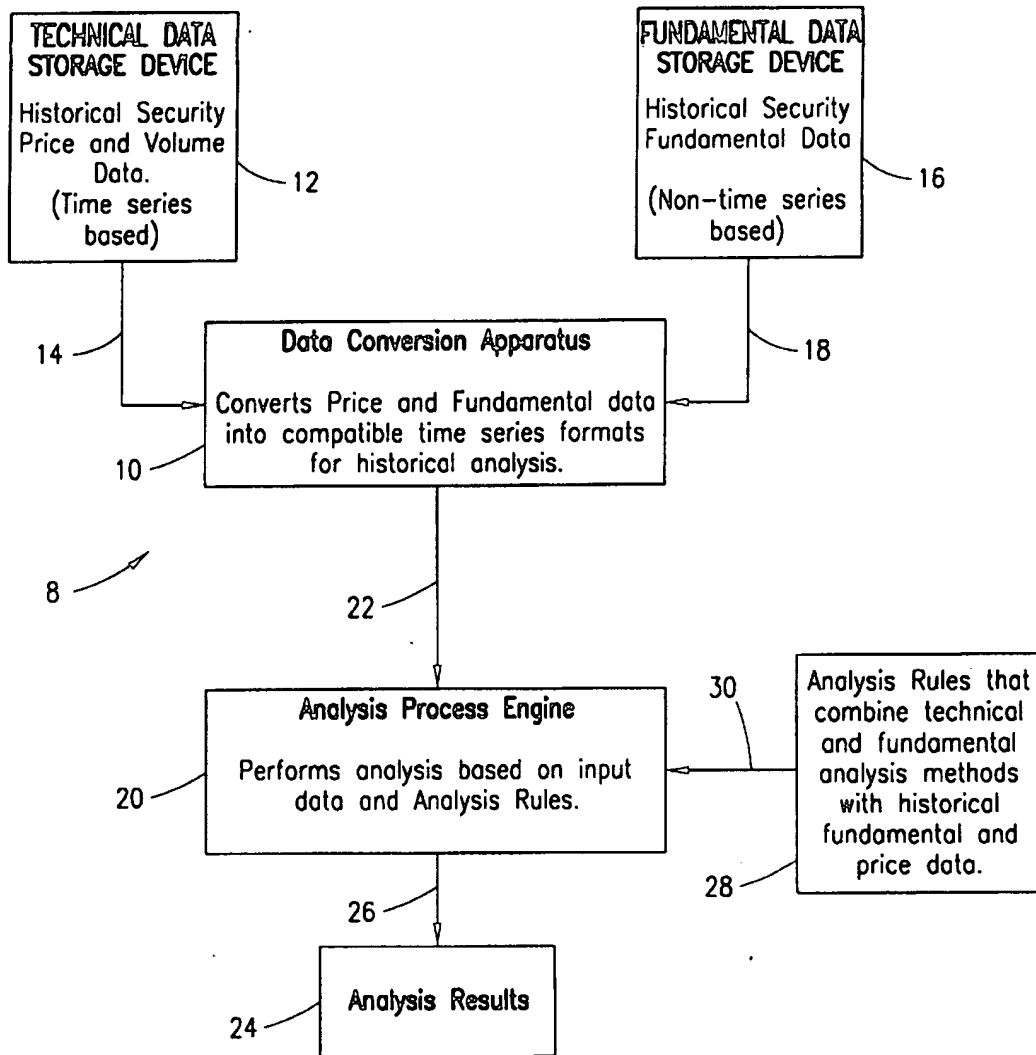 TECHNICAL DATA
STORAGE DEVICE
Historical Security
Price and Volume
Data.
(Time series
based)
12
FUNDAMENTAL DATA
STORAGE DEVICE
Historical Security
Fundamental Data
(Non-time series
based)
16
14
18
Data Conversion Apparatus
Converts Price and Fundamental data
into compatible time series formats
for historical analysis.
10
8
22
Analysis Process Engine
Performs analysis based on input
data and Analysis Rules.
20
30
Analysis Rules that
combine technical
and fundamental
analysis methods
with historical
fundamental and
price data.
28
26
Analysis Results
24